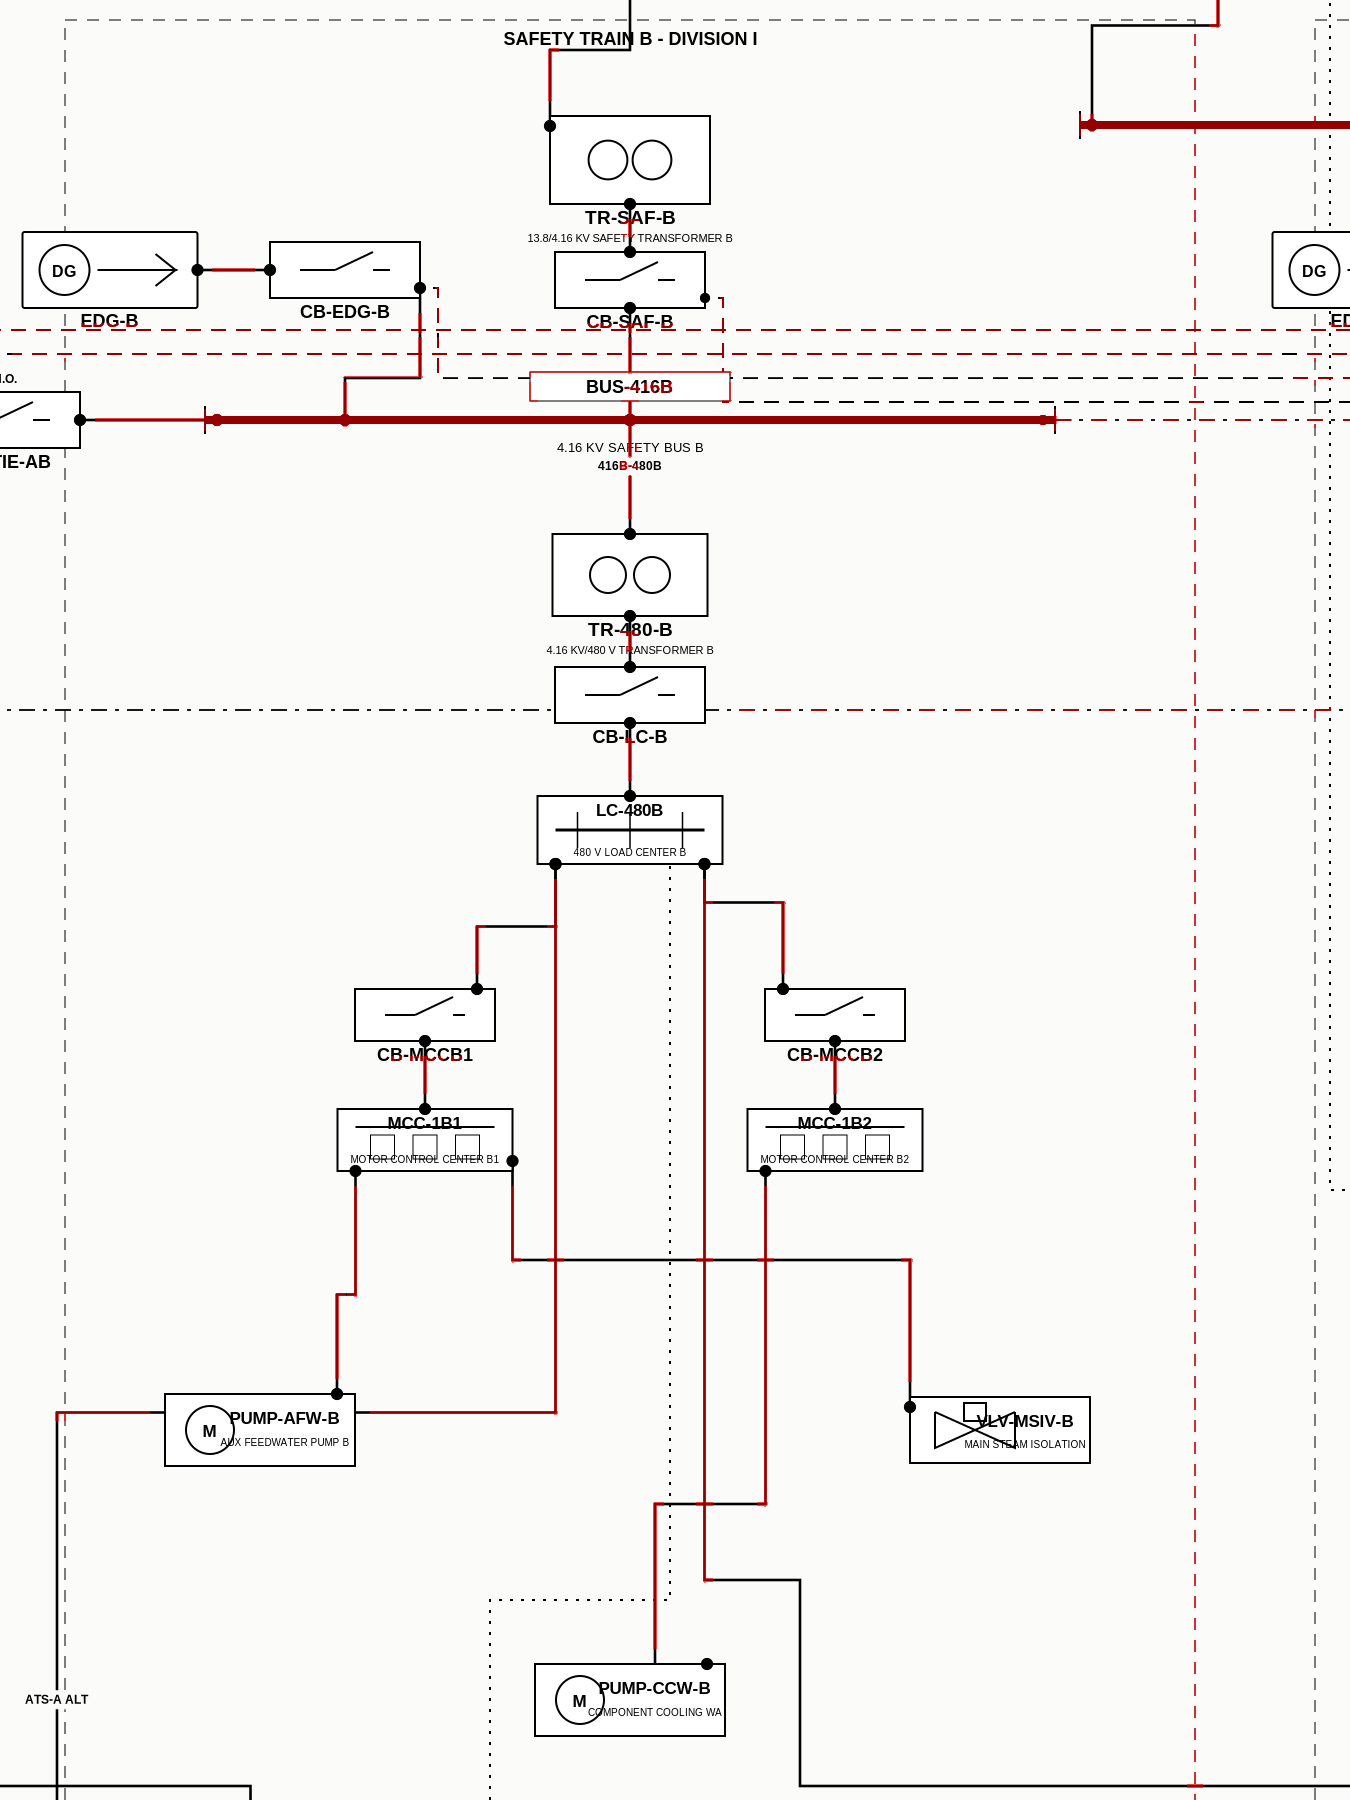 SAFETY TRAIN B - DIVISION I
TR-SAF-B
13.8/4.16 KV SAFETY TRANSFORMER B
DG
DG
EDG-B
CB-EDG-B
CB-SAF-B
BUS-416B
4.16 KV SAFETY BUS B
416B-480B
TR-480-B
4.16 KV/480 V TRANSFORMER B
CB-LC-B
LC-480B
480 V LOAD CENTER B
CB-MCCB1
CB-MCCB2
MCC-1B1
MOTOR CONTROL CENTER B1
MCC-1B2
MOTOR CONTROL CENTER B2
M
PUMP-AFW-B
AUX FEEDWATER PUMP B
VLV-MSIV-B
MAIN STEAM ISOLATION
M
PUMP-CCW-B
COMPONENT COOLING WA
ATS-A ALT